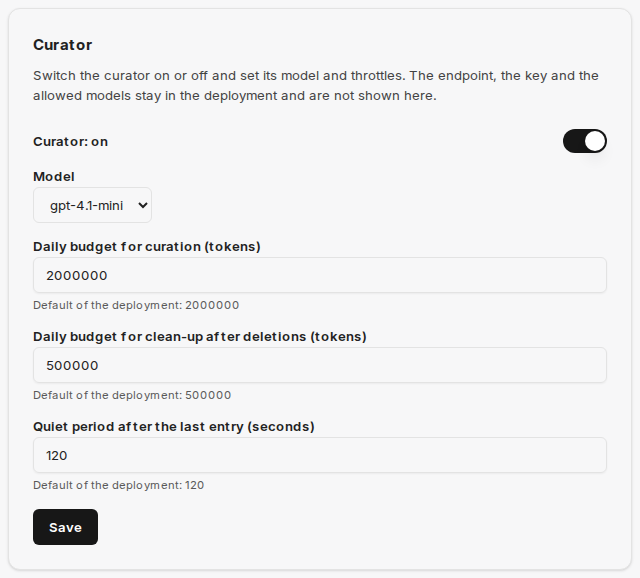 Curator
Switch the curator on or off and set its model and throttles. The endpoint, the key and the
allowed models stay in the deployment and are not shown here.
Curator: on
Model
gpt-4.1-mini
Daily budget for curation (tokens)
2000000
Default of the deployment: 2000000
Daily budget for clean-up after deletions (tokens)
500000
Default of the deployment: 500000
Quiet period after the last entry (seconds)
120
Default of the deployment: 120
Save